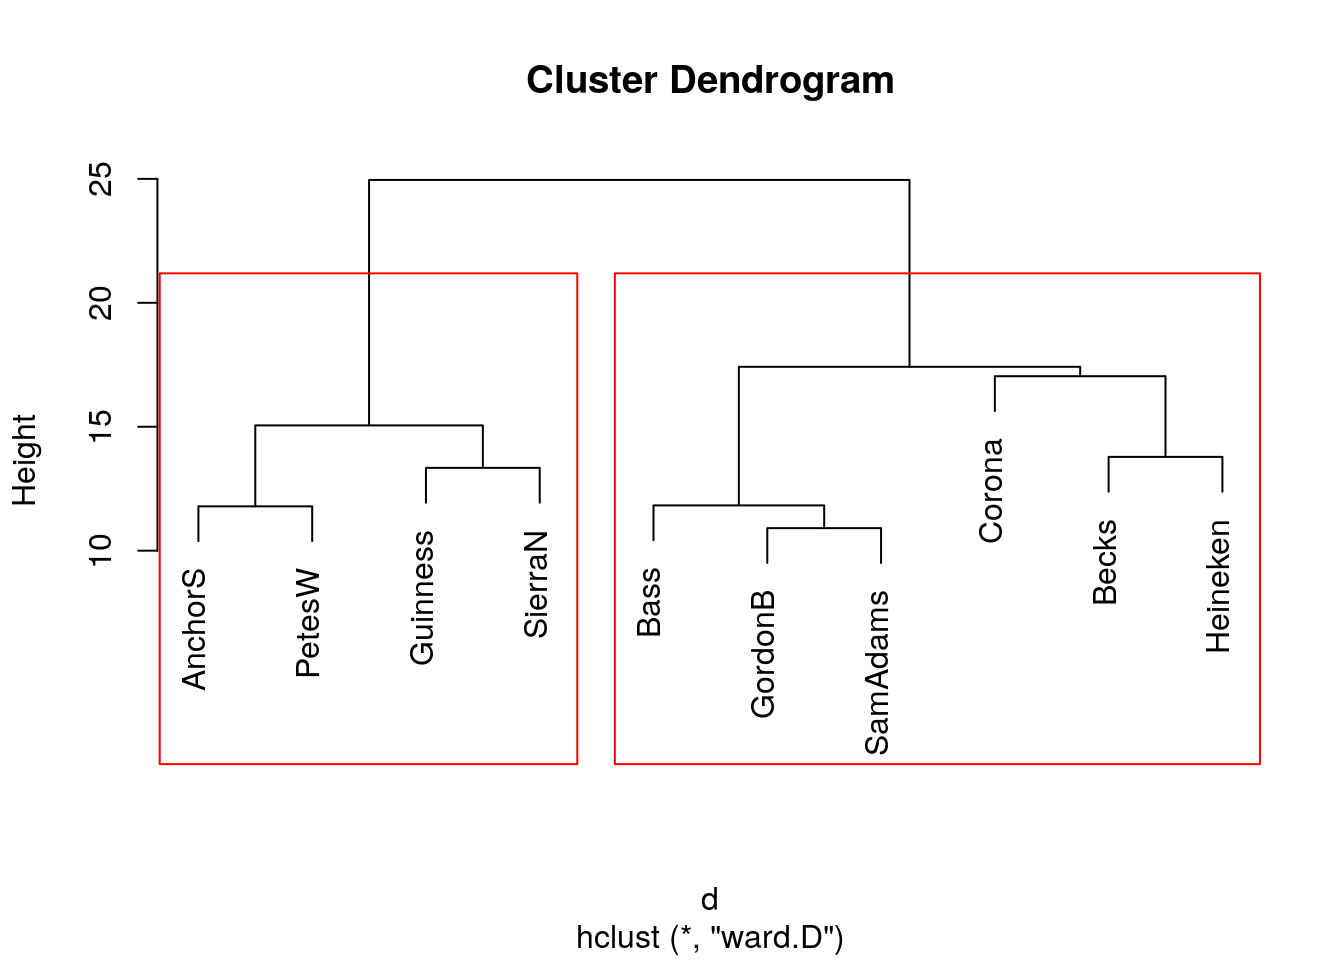 Cluster Dendrogram
Height
25
20
15
10
AnchorS
PetesW
Guinness
SierraN
Bass
GordonB
SamAdams
Corona
Becks
Heineken
d
hclust (*, "ward.D")